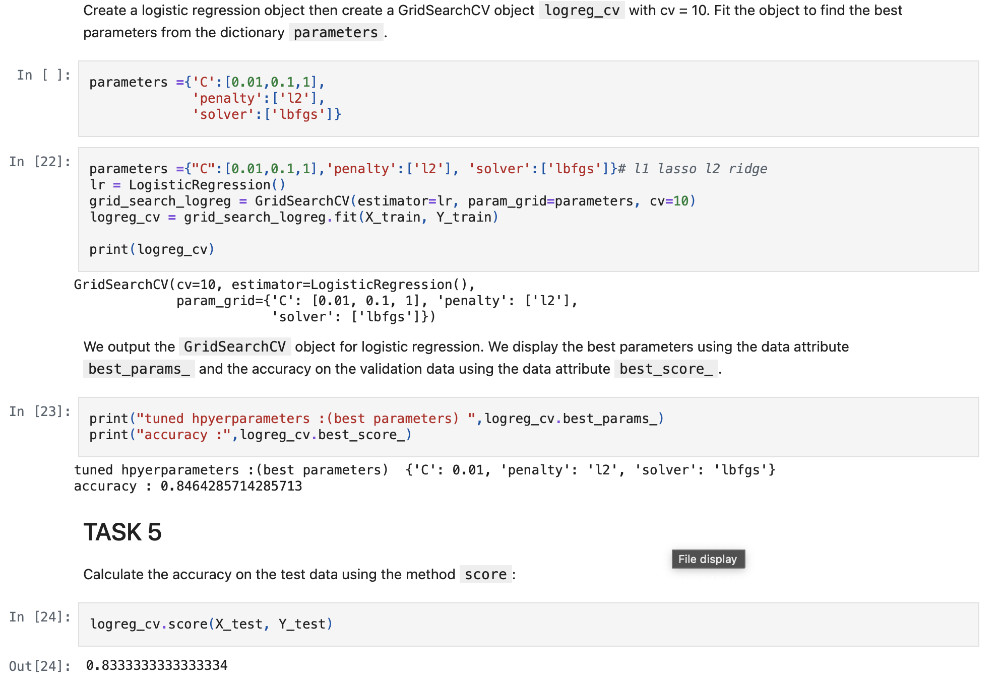 Create a logistic regression object then create a GridSearchCV object logreg_cv with cv = 10. Fit the object to find the best
parameters from the dictionary parameters .
In [ ]:
parameters ={'C':[0.01,0.1,1],
             'penalty':['l2'],
             'solver':['lbfgs']}
In [22]:
parameters ={"C":[0.01,0.1,1],'penalty':['l2'], 'solver':['lbfgs']}# l1 lasso l2 ridge
lr = LogisticRegression()
grid_search_logreg = GridSearchCV(estimator=lr, param_grid=parameters, cv=10)
logreg_cv = grid_search_logreg.fit(X_train, Y_train)
print(logreg_cv)
GridSearchCV(cv=10, estimator=LogisticRegression(),
             param_grid={'C': [0.01, 0.1, 1], 'penalty': ['l2'],
                         'solver': ['lbfgs']})
We output the GridSearchCV object for logistic regression. We display the best parameters using the data attribute
best_params_ and the accuracy on the validation data using the data attribute best_score_ .
In [23]:
print("tuned hpyerparameters :(best parameters) ",logreg_cv.best_params_)
print("accuracy :",logreg_cv.best_score_)
tuned hpyerparameters :(best parameters)  {'C': 0.01, 'penalty': 'l2', 'solver': 'lbfgs'}
accuracy : 0.8464285714285713
TASK 5
File display
Calculate the accuracy on the test data using the method score :
In [24]:
logreg_cv.score(X_test, Y_test)
Out[24]: 0.8333333333333334